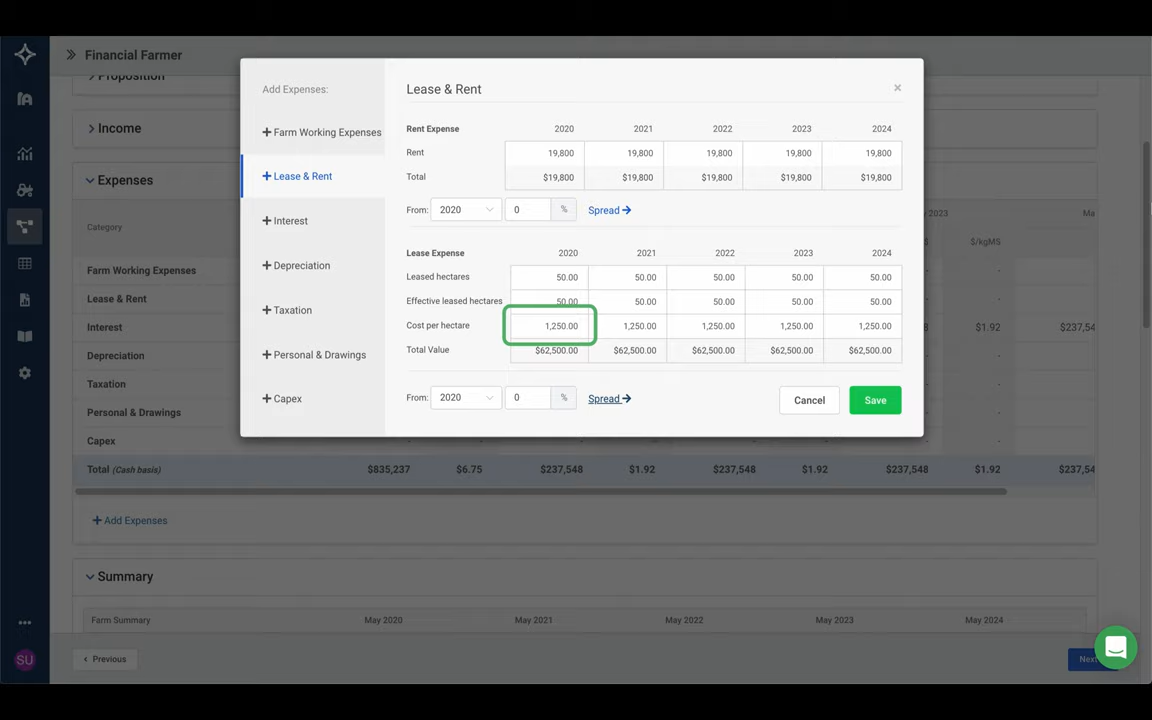 Financial Farmer
Proposition
Income
Expenses
Category
2023
Ma
$
$/kgMS
Farm Working Expenses
Lease & Rent
Interest
8
$1.92
$237,54
Depreciation
Taxation
Personal & Drawings
Capex
Total (Cash basis)
$835,237
$6.75
$237,548
$1.92
$237,548
$1.92
$237,548
$1.92
$237,54
+ Add Expenses
Summary
Farm Summary
May 2020
May 2021
May 2022
May 2023
May 2024
SU
Previous
Next
Add Expenses:
+ Farm Working Expenses
+ Lease & Rent
+ Interest
+ Depreciation
+ Taxation
+ Personal & Drawings
+ Capex
Lease & Rent
×
Rent Expense 2020 2021 2022 2023 2024
Rent 19,800 19,800 19,800 19,800 19,800
Total $19,800 $19,800 $19,800 $19,800 $19,800
From: 2020 0 % Spread →
Lease Expense 2020 2021 2022 2023 2024
Leased hectares 50.00 50.00 50.00 50.00 50.00
Effective leased hectares 50.00 50.00 50.00 50.00 50.00
Cost per hectare 1,250.00 1,250.00 1,250.00 1,250.00 1,250.00
Total Value $62,500.00 $62,500.00 $62,500.00 $62,500.00 $62,500.00
From: 2020 0 % Spread →
Cancel
Save